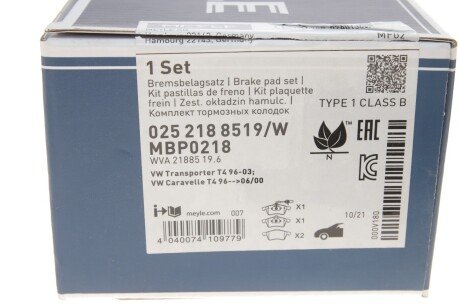 Hamburg 22143, Germany
MF02
1 Set
Bremsbelagsatz | Brake pad set |
Kit pastillas de freno | Kit plaquette
frein | Zest. okładzin hamulc. |
Комплект тормозных колодок
TYPE 1 CLASS B
025 218 8519/W
MBP0218
WVA 21885 19.6
N
EAC
VW Transporter T4 96-03;
VW Caravelle T4 96-->06/00
meyle.com
007
X1
X1
X2
10/21
000V180
4 040074 109779